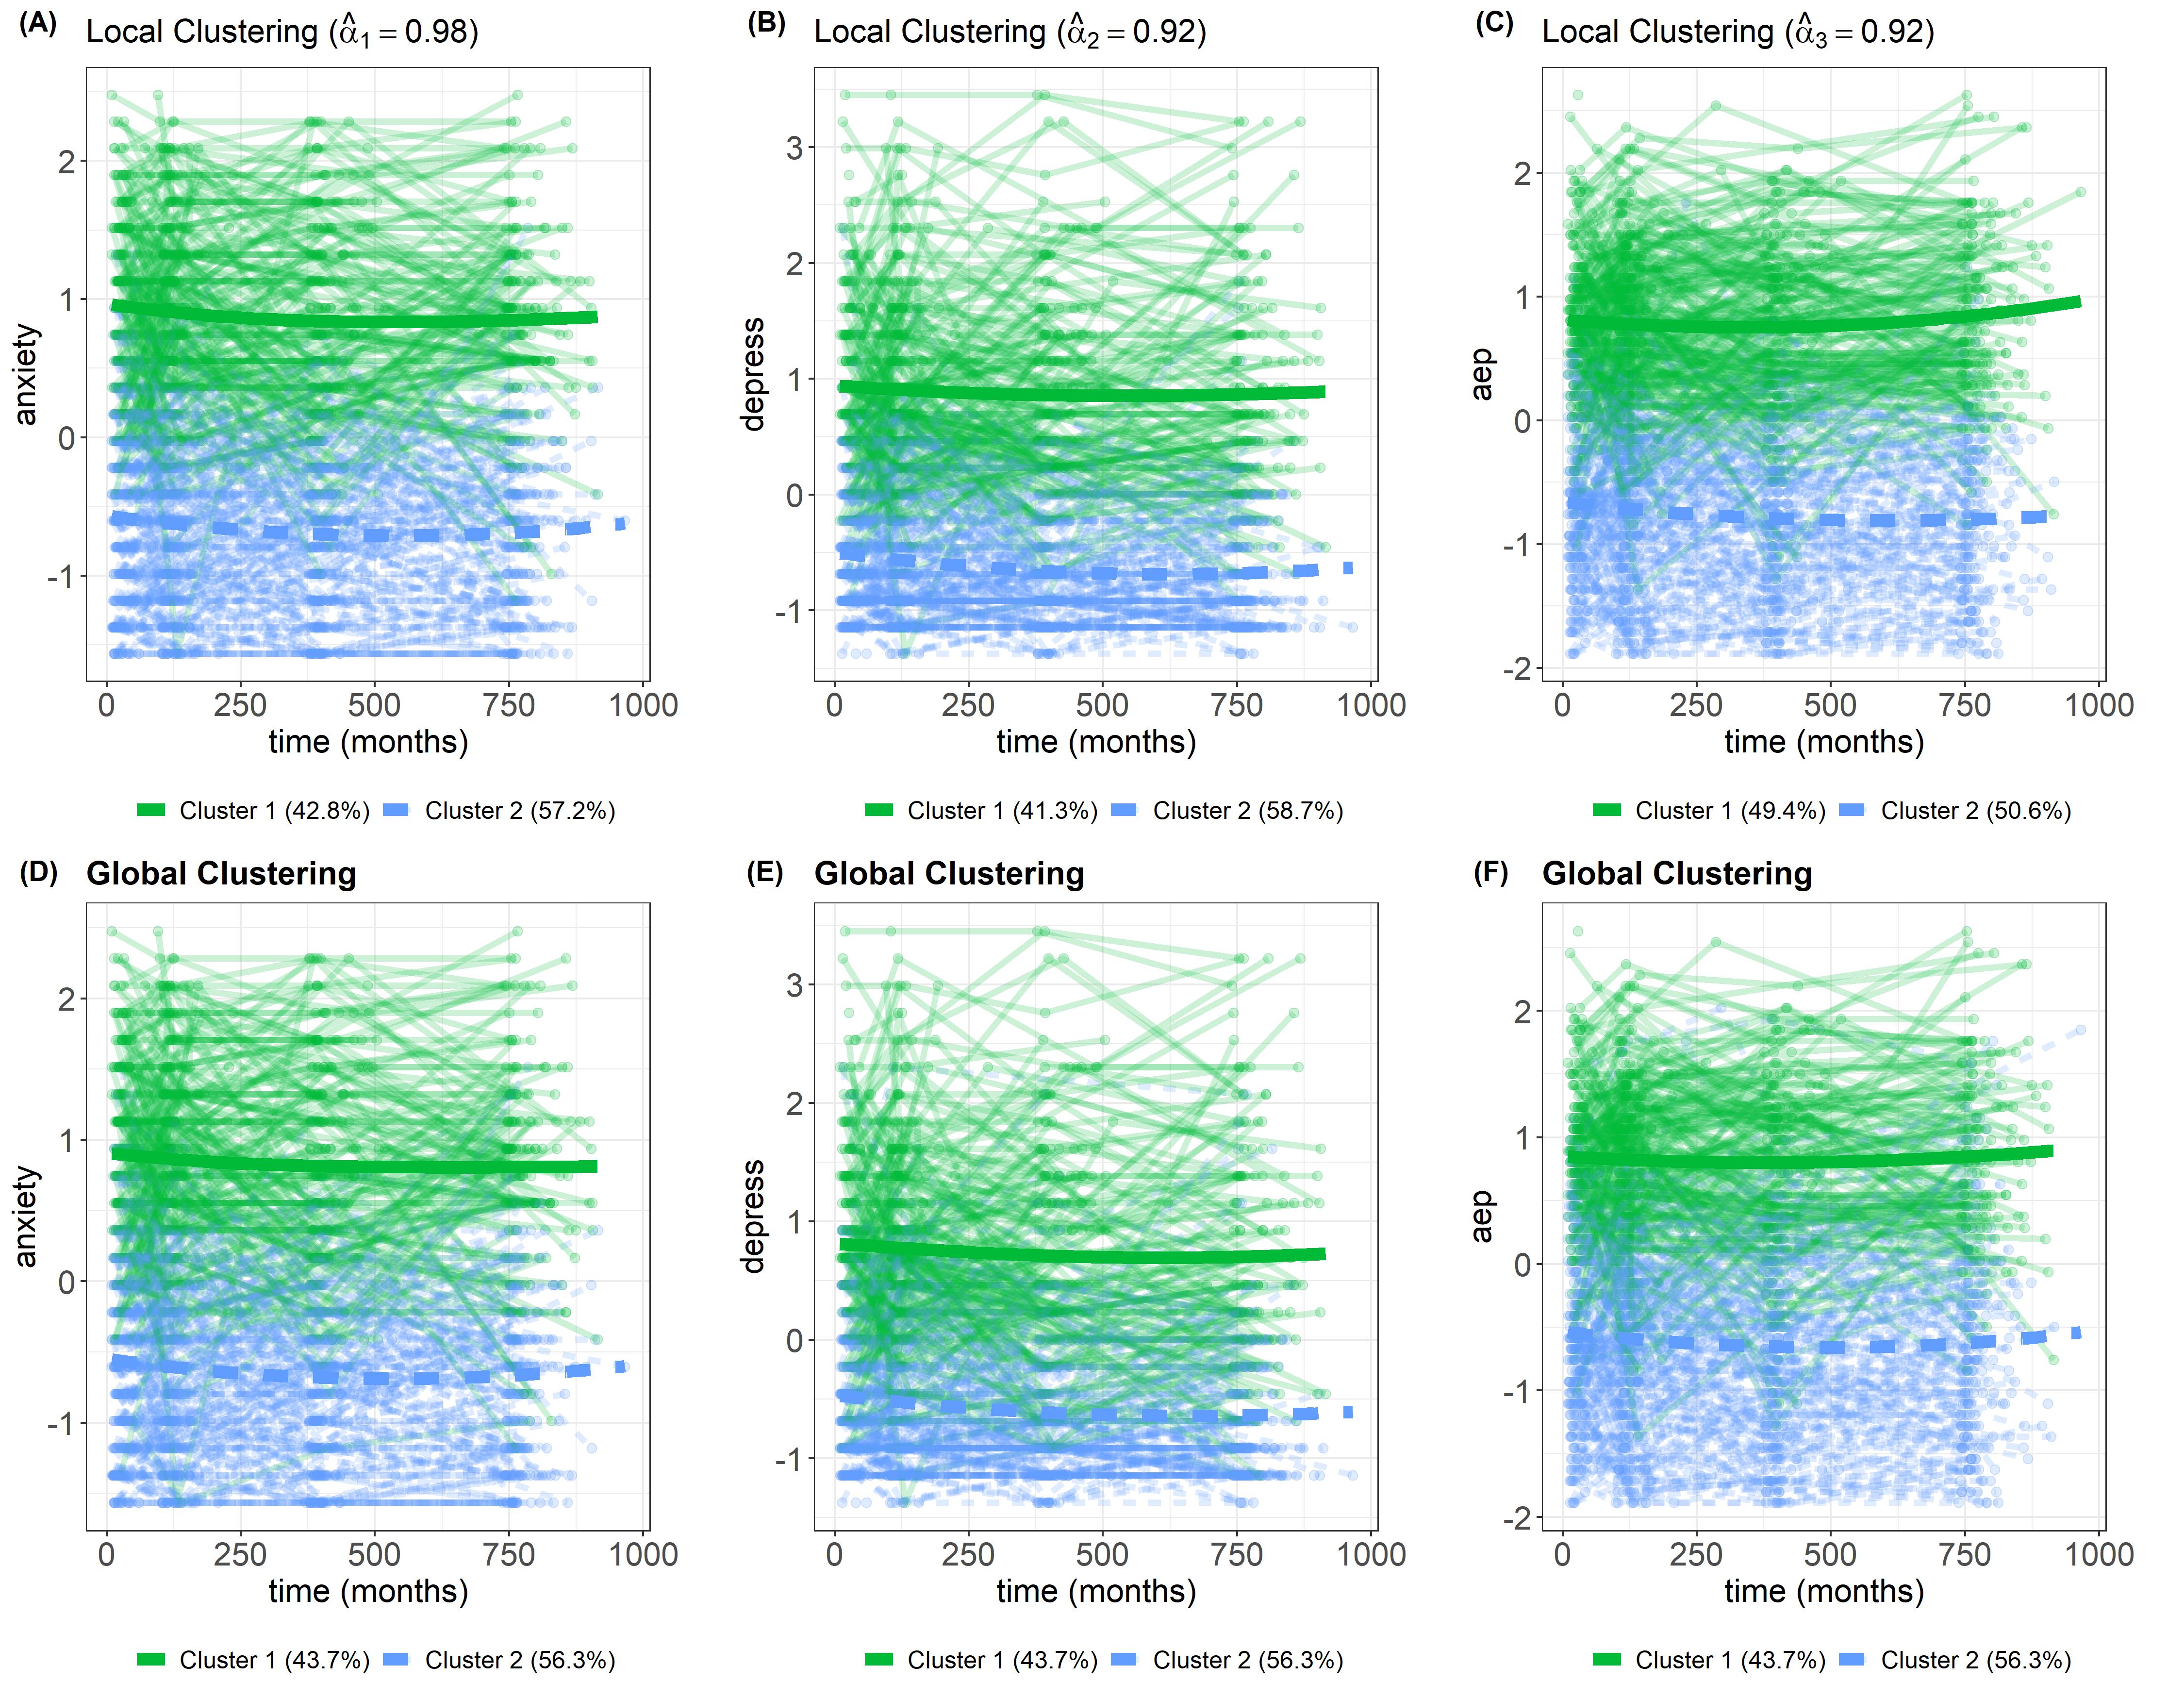 (A) Local Clustering (α̂₁ = 0.98)
(B) Local Clustering (α̂₂ = 0.92)
(C) Local Clustering (α̂₃ = 0.92)
anxiety
2
1
0
-1
0 250 500 750 1000
time (months)
Cluster 1 (42.8%) Cluster 2 (57.2%)
depress
3
2
1
0
-1
0 250 500 750 1000
time (months)
Cluster 1 (41.3%) Cluster 2 (58.7%)
aep
2
1
0
-1
-2
0 250 500 750 1000
time (months)
Cluster 1 (49.4%) Cluster 2 (50.6%)
(D) Global Clustering
(E) Global Clustering
(F) Global Clustering
anxiety
2
1
0
-1
0 250 500 750 1000
time (months)
Cluster 1 (43.7%) Cluster 2 (56.3%)
depress
3
2
1
0
-1
0 250 500 750 1000
time (months)
Cluster 1 (43.7%) Cluster 2 (56.3%)
aep
2
1
0
-1
-2
0 250 500 750 1000
time (months)
Cluster 1 (43.7%) Cluster 2 (56.3%)